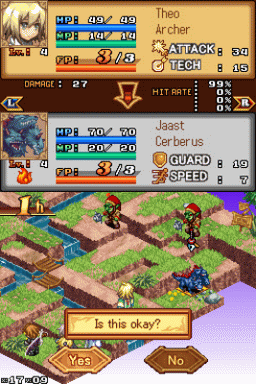 HP: 49/ 49
Theo
MP: 14/ 14
Archer
FP: 3/3
ATTACK: 34
Lv.: 4
TECH : 15
DAMAGE: 27
99%
HIT RATE:
0%
0%
L
R
HP: 70/ 70
Jaast
MP: 20/ 20
Cerberus
Lv.: 4
GUARD : 19
FP: 3/3
SPEED : 7
1h
Is this okay?
Yes
No
×17×09